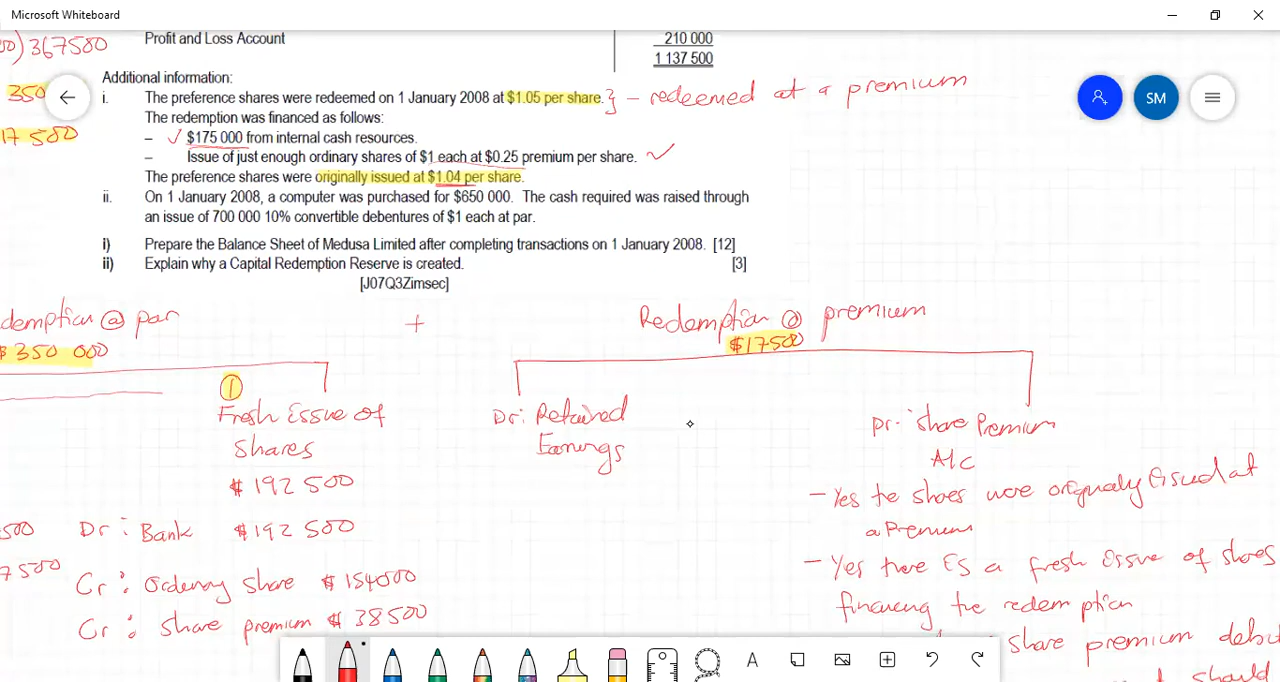 Microsoft Whiteboard
00) 367500
Profit and Loss Account
210 000
1 137 500
Additional information:
350
i. The preference shares were redeemed on 1 January 2008 at $1.05 per share. } - redeemed at a premium
The redemption was financed as follows:
17 500
– ✓ $175 000 from internal cash resources.
– Issue of just enough ordinary shares of $1 each at $0.25 premium per share. ✓
The preference shares were originally issued at $1.04 per share.
ii. On 1 January 2008, a computer was purchased for $650 000. The cash required was raised through
an issue of 700 000 10% convertible debentures of $1 each at par.
i) Prepare the Balance Sheet of Medusa Limited after completing transactions on 1 January 2008. [12]
ii) Explain why a Capital Redemption Reserve is created. [3]
[J07Q3Zimsec]
SM
demption @ par + Redemption @ premium
$ 350 000
$17500
1
Fresh issue of
Shares
$ 192 500
Dr: Retained
Earnings
Dr: Share Premium
A/C
- Yes the shares were originally issued at
a Premium
500 Dr: Bank $192 500
- Yes there is a fresh issue of shares
financing the redemption
7500 Cr: Ordinary share $ 154000
Cr: share premium $ 38500
share premium debit
should
A